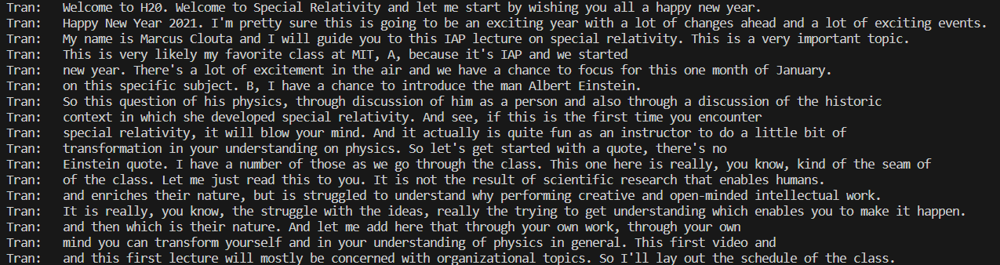 Tran: Welcome to H20. Welcome to Special Relativity and let me start by wishing you all a happy new year.
Tran: Happy New Year 2021. I'm pretty sure this is going to be an exciting year with a lot of changes ahead and a lot of exciting events.
Tran: My name is Marcus Clouta and I will guide you to this IAP lecture on special relativity. This is a very important topic.
Tran: This is very likely my favorite class at MIT, A, because it's IAP and we started
Tran: new year. There's a lot of excitement in the air and we have a chance to focus for this one month of January.
Tran: on this specific subject. B, I have a chance to introduce the man Albert Einstein.
Tran: So this question of his physics, through discussion of him as a person and also through a discussion of the historic
Tran: context in which she developed special relativity. And see, if this is the first time you encounter
Tran: special relativity, it will blow your mind. And it actually is quite fun as an instructor to do a little bit of
Tran: transformation in your understanding on physics. So let's get started with a quote, there's no
Tran: Einstein quote. I have a number of those as we go through the class. This one here is really, you know, kind of the seam of
Tran: of the class. Let me just read this to you. It is not the result of scientific research that enables humans.
Tran: and enriches their nature, but is struggled to understand why performing creative and open-minded intellectual work.
Tran: It is really, you know, the struggle with the ideas, really the trying to get understanding which enables you to make it happen.
Tran: and then which is their nature. And let me add here that through your own work, through your own
Tran: mind you can transform yourself and in your understanding of physics in general. This first video and
Tran: and this first lecture will mostly be concerned with organizational topics. So I'll lay out the schedule of the class.